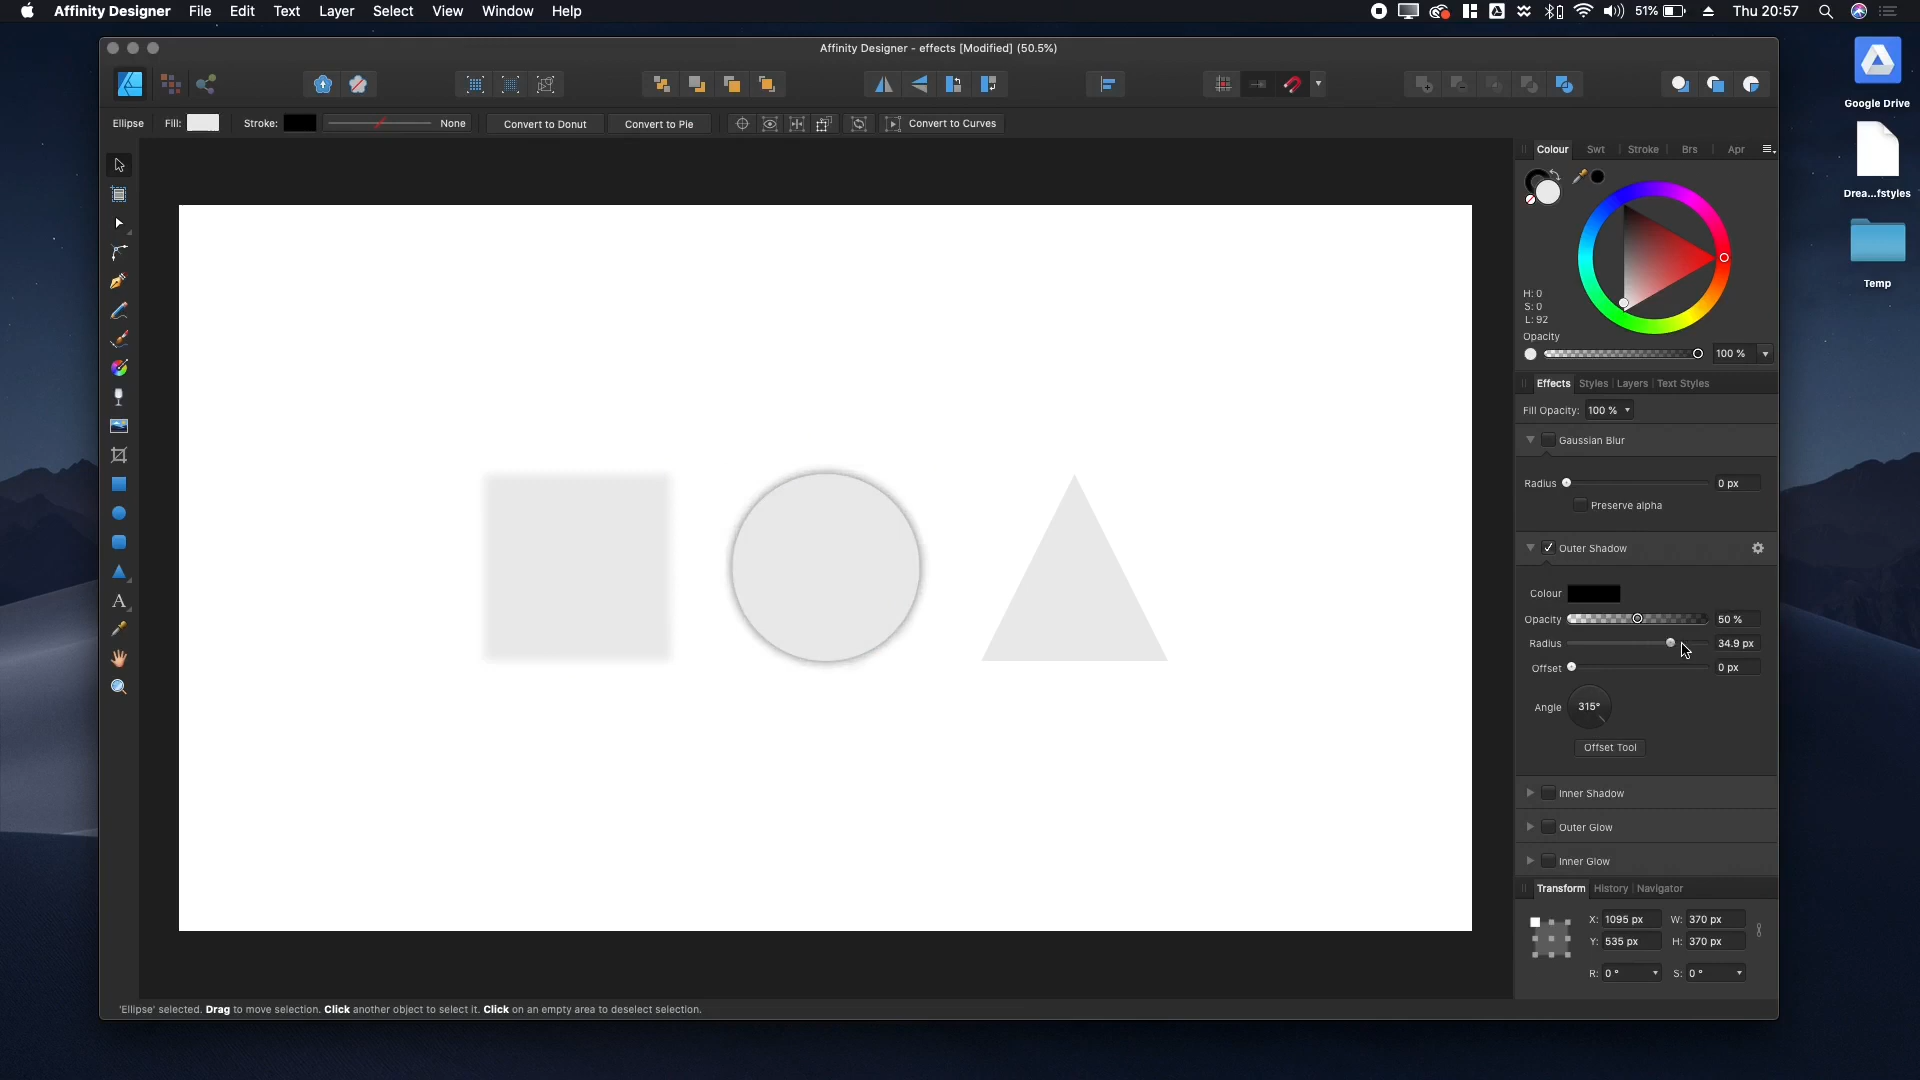 Affinity Designer File Edit Text Layer Select View Window Help 51% Thu 20:57
Affinity Designer - effects [Modified] (50.5%)
Ellipse Fill: Stroke: None Convert to Donut Convert to Pie Convert to Curves
Colour Swt Stroke Brs Apr
H: 0
S: 0
L: 92
Opacity
100 %
Effects Styles Layers Text Styles
Fill Opacity: 100 %
Gaussian Blur
Radius 0 px
Preserve alpha
Outer Shadow
Colour
Opacity 50 %
Radius 34.9 px
Offset 0 px
Angle 315°
Offset Tool
Inner Shadow
Outer Glow
Inner Glow
Transform History Navigator
X: 1095 px W: 370 px
Y: 535 px H: 370 px
R: 0 ° S: 0 °
'Ellipse' selected. Drag to move selection. Click another object to select it. Click on an empty area to deselect selection.
Google Drive
Drea...fstyles
Temp